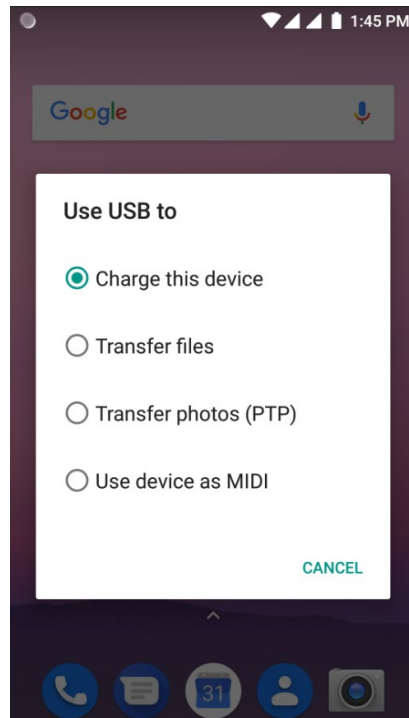 1:45 PM
Google
Use USB to
Charge this device
Transfer files
Transfer photos (PTP)
Use device as MIDI
CANCEL
31